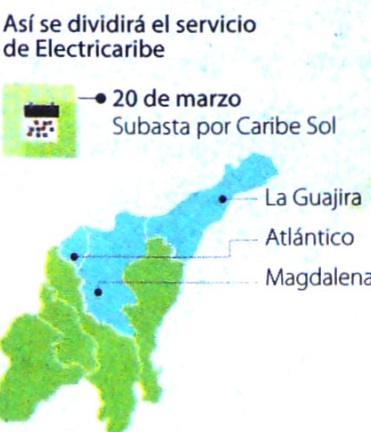 Así se dividirá el servicio
de Electricaribe
20 de marzo
Subasta por Caribe Sol
La Guajira
Atlántico
Magdalena